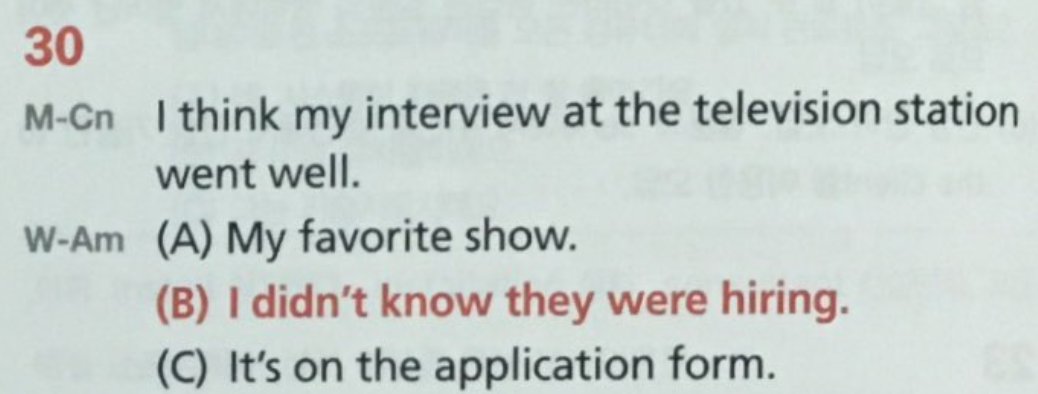 30
M-Cn I think my interview at the television station
went well.
W-Am (A) My favorite show.
(B) I didn't know they were hiring.
(C) It's on the application form.